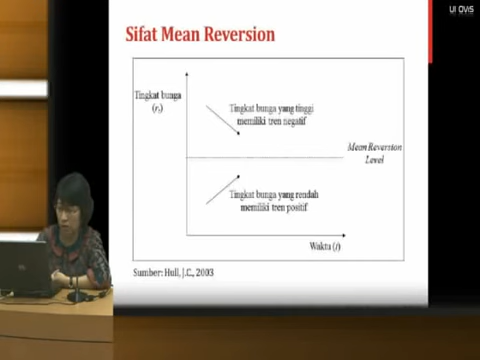 UI OVIS
Sifat Mean Reversion
Tingkat bunga
(r,)
Tingkat bunga yang tinggi
memiliki tren negatif
Mean Reversion
Level
Tingkat bunga yang rendah
memiliki tren positif
Waktu (t)
Sumber: Hull, J.C., 2003